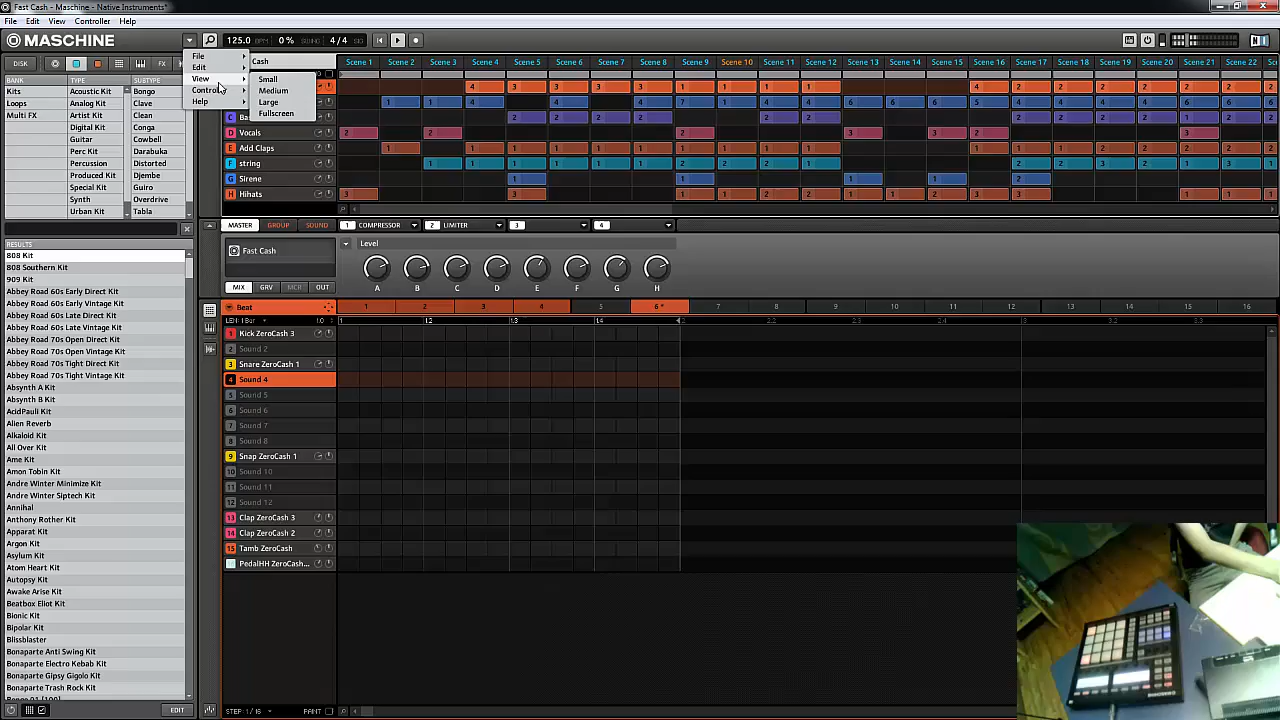 Fast Cash - Maschine - Native Instruments*
File Edit View Controller Help
MASCHINE 125.0 BPM 0 % SWING 4/4
DISK FX
File
Edit
View
Help
Small
Medium
Large
Fullscreen
Cash
Scene 1 Scene 2 Scene 3 Scene 4 Scene 5 Scene 6 Scene 7 Scene 8 Scene 9 Scene 10 Scene 11 Scene 12 Scene 13 Scene 14 Scene 15 Scene 16 Scene 17 Scene 18 Scene 19 Scene 20 Scene 21 Scene 22
BANK TYPE SUBTYPE
Kits Acoustic Kit Bongo
Loops Analog Kit Clave
Multi FX Artist Kit Clean
Digital Kit Conga
Guitar Cowbell
Perc Kit Darabuka
Percussion Distorted
Produced Kit Djembe
Special Kit Guiro
Synth Overdrive
Urban Kit Tabla
D Vocals
E Add Claps
F string
G Sirene
H Hihats
MASTER GROUP SOUND 1 COMPRESSOR 2 LIMITER 3 4
Fast Cash
Level
A B C D E F G H
MIX GRV MCR OUT
RESULTS
808 Kit
808 Southern Kit
909 Kit
Abbey Road 60s Early Direct Kit
Abbey Road 60s Early Vintage Kit
Abbey Road 60s Late Direct Kit
Abbey Road 60s Late Vintage Kit
Abbey Road 70s Open Direct Kit
Abbey Road 70s Open Vintage Kit
Abbey Road 70s Tight Direct Kit
Abbey Road 70s Tight Vintage Kit
Absynth A Kit
Absynth B Kit
AcidPauli Kit
Alien Reverb
Alkaloid Kit
All Over Kit
Ame Kit
Amon Tobin Kit
Andre Winter Minimize Kit
Andre Winter Siptech Kit
Annihal
Anthony Rother Kit
Apparat Kit
Argon Kit
Asylum Kit
Atom Heart Kit
Autopsy Kit
Awake Arise Kit
Beatbox Eliot Kit
Bionic Kit
Bipolar Kit
Blissblaster
Bonaparte Anti Swing Kit
Bonaparte Electro Kebab Kit
Bonaparte Gipsy Gigolo Kit
Bonaparte Trash Rock Kit
EDIT
Beat 1 2 3 4 5 6* 7 8 9 10 11 12 13 14 15 16
1 Kick ZeroCash 3
2 Sound 2
3 Snare ZeroCash 1
4 Sound 4
5 Sound 5
6 Sound 6
7 Sound 7
8 Sound 8
9 Snap ZeroCash 1
10 Sound 10
11 Sound 11
12 Sound 12
13 Clap ZeroCash 3
14 Clap ZeroCash 2
15 Tamb ZeroCash
PedalHH ZeroCash...
STEP: 1 / 16 PAINT